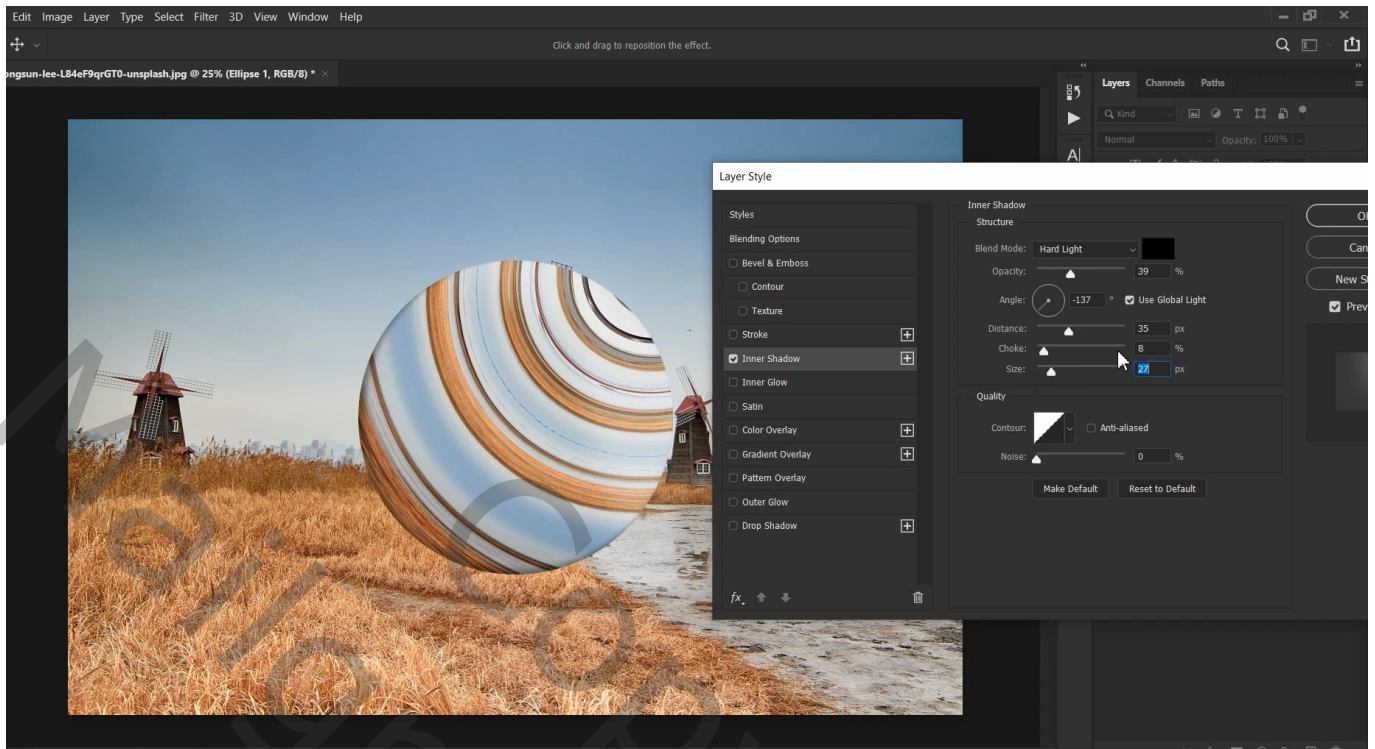 Edit Image Layer Type Select Filter 3D View Window Help
Click and drag to reposition the effect.
ongsun-lee-L84eF9qrGT0-unsplash.jpg @ 25% (Ellipse 1, RGB/8) *
Layers Channels Paths
Kind
Normal Opacity: 100%
Layer Style
Styles
Blending Options
Bevel & Emboss
Contour
Texture
Stroke
Inner Shadow
Inner Glow
Satin
Color Overlay
Gradient Overlay
Pattern Overlay
Outer Glow
Drop Shadow
fx
Inner Shadow
Structure
Blend Mode: Hard Light
Opacity: 39 %
Angle: -137 ° Use Global Light
Distance: 35 px
Choke: 8 %
Size: 27 px
Quality
Contour: Anti-aliased
Noise: 0 %
Make Default Reset to Default
Can
New S
Prev